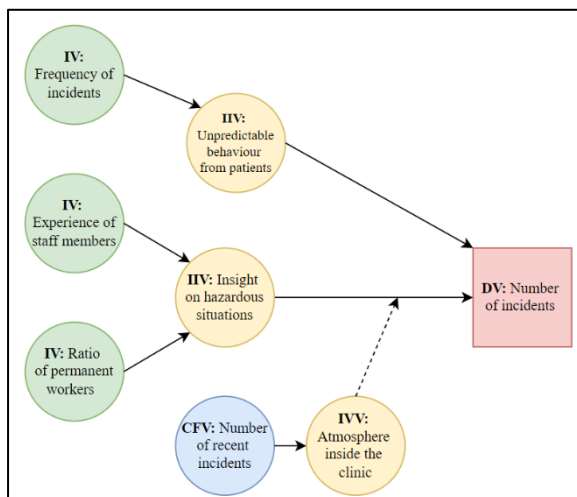 IV:
Frequency of
incidents
IIV:
Unpredictable
behaviour
from patients
IV:
Experience of
staff members
IIV: Insight
on hazardous
situations
DV: Number
of incidents
IV: Ratio
of permanent
workers
CFV: Number
of recent
incidents
IVV:
Atmosphere
inside the
clinic